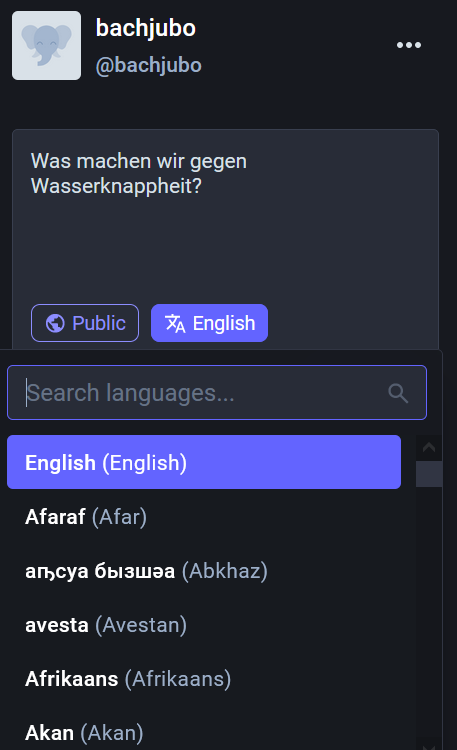 bachjubo
@bachjubo
Was machen wir gegen
Wasserknappheit?
Public
English
Search languages...
English (English)
Afaraf (Afar)
аҧсуа бызшәа (Abkhaz)
avesta (Avestan)
Afrikaans (Afrikaans)
Akan (Akan)